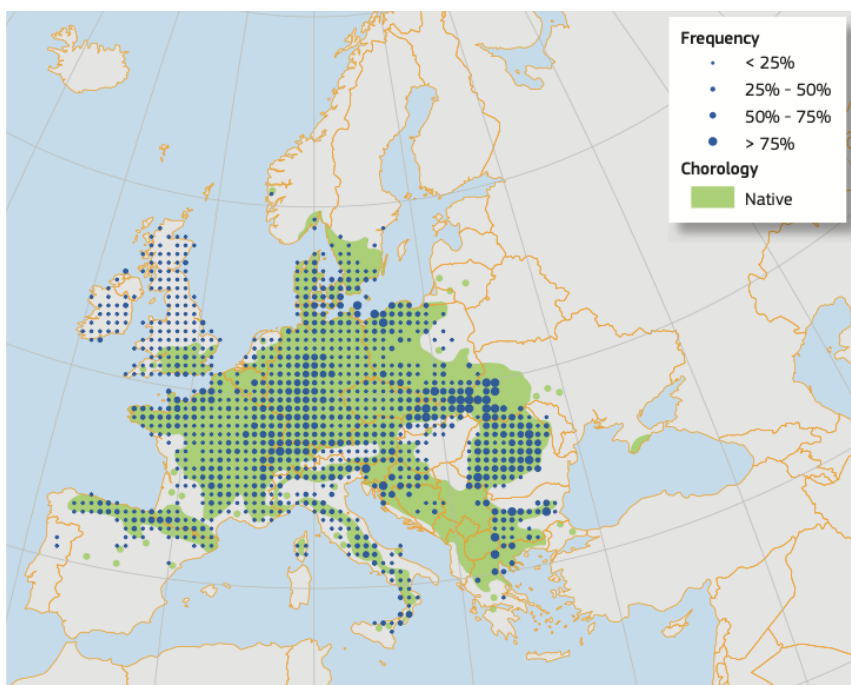 Frequency
< 25%
25% - 50%
50% - 75%
> 75%
Chorology
Native